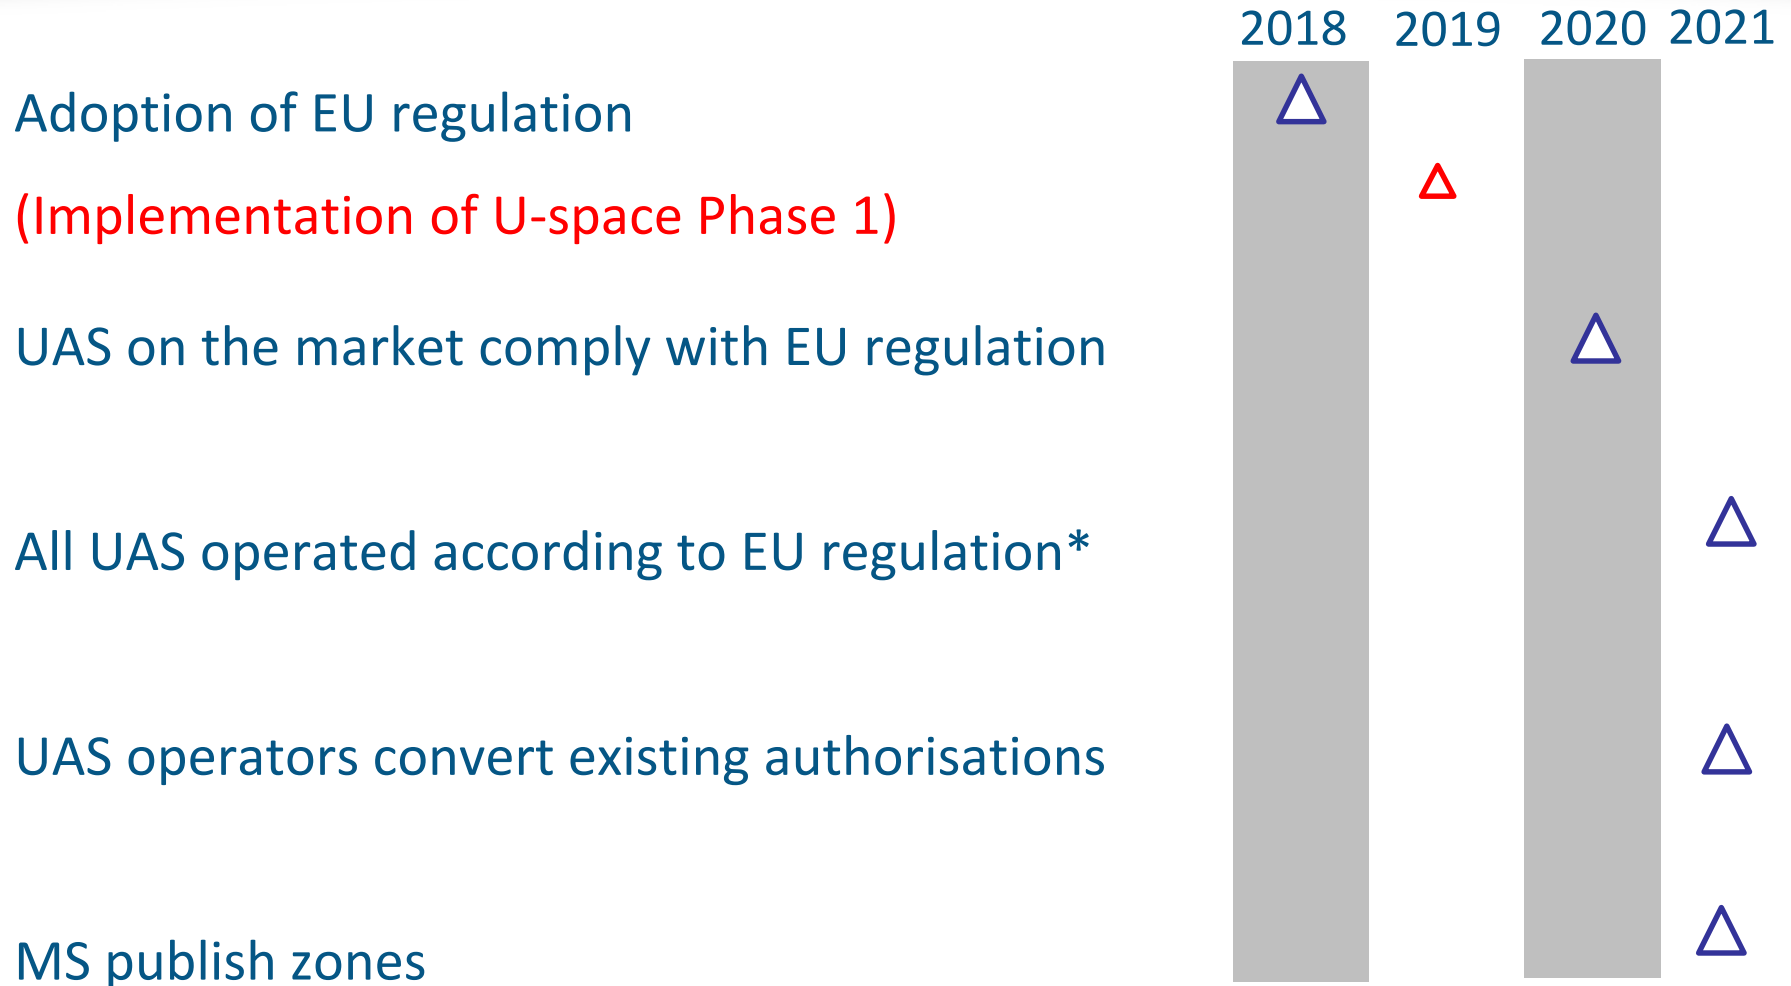 2018 2019 2020 2021
Adoption of EU regulation
(Implementation of U-space Phase 1)
UAS on the market comply with EU regulation
All UAS operated according to EU regulation*
UAS operators convert existing authorisations
MS publish zones